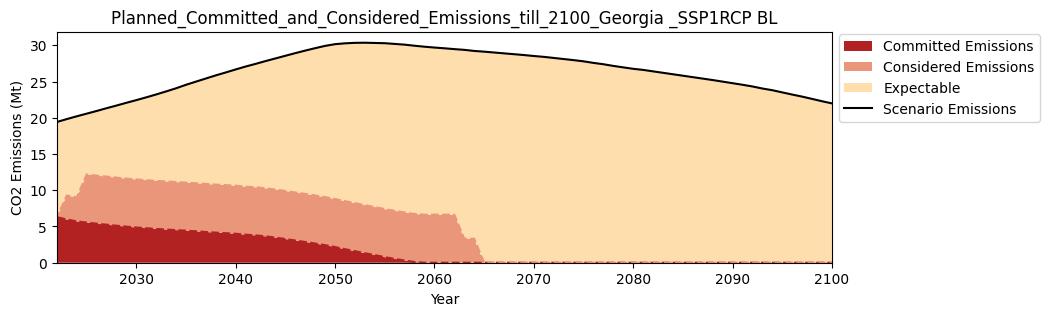 Planned_Committed_and_Considered_Emissions_till_2100_Georgia _SSP1RCP BL
CO2 Emissions (Mt)
30
25
20
15
10
5
0
2030 2040 2050 2060 2070 2080 2090 2100
Year
Committed Emissions
Considered Emissions
Expectable
Scenario Emissions